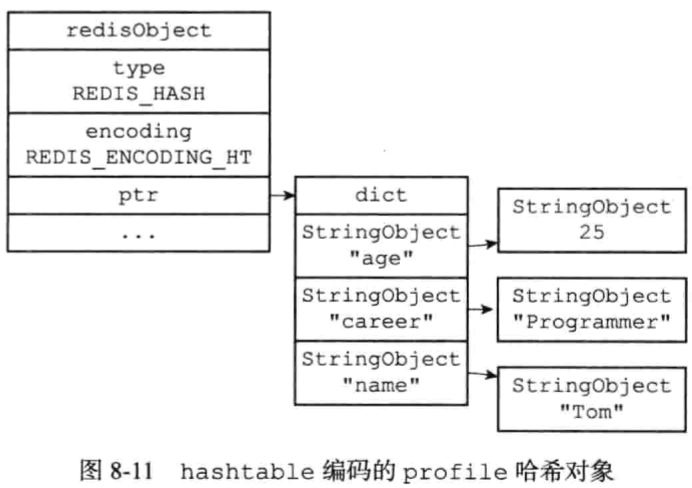 redisObject
type
REDIS_HASH
encoding
REDIS_ENCODING_HT
ptr
...
dict
StringObject
"age"
StringObject
"career"
StringObject
"name"
StringObject
25
StringObject
"Programmer"
StringObject
"Tom"
图 8-11 hashtable 编码的 profile 哈希对象